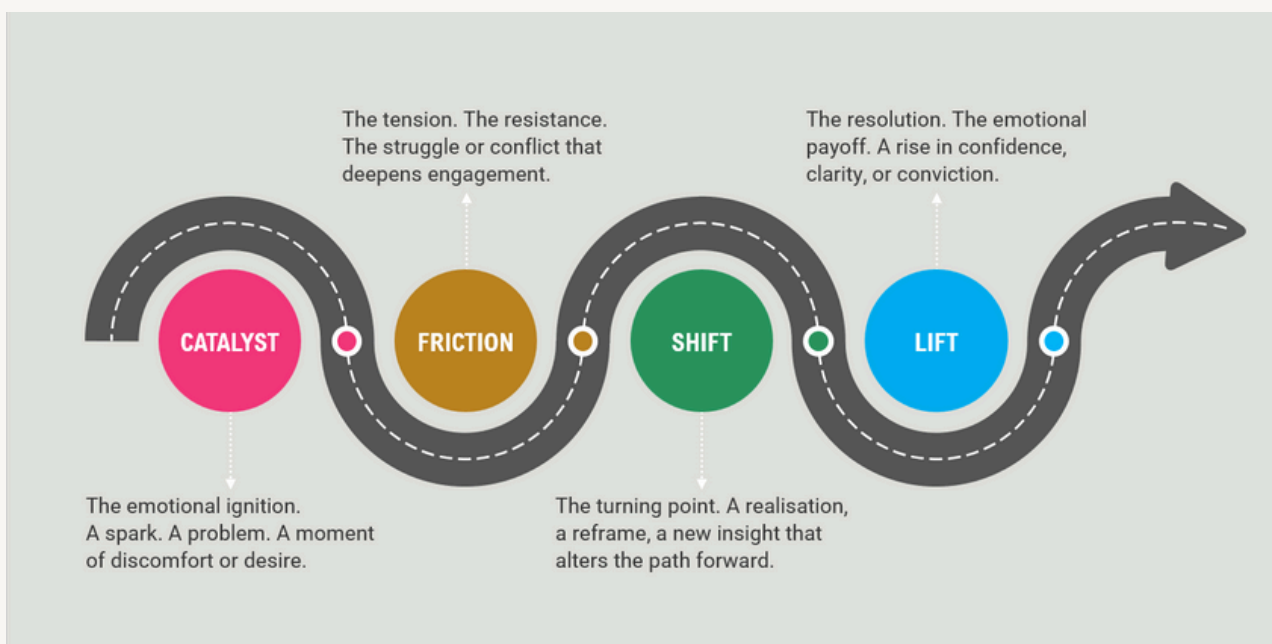 CATALYST
The emotional ignition.
A spark. A problem. A moment
of discomfort or desire.
The tension. The resistance.
The struggle or conflict that
deepens engagement.
FRICTION
SHIFT
The turning point. A realisation,
a reframe, a new insight that
alters the path forward.
The resolution. The emotional
payoff. A rise in confidence,
clarity, or conviction.
LIFT